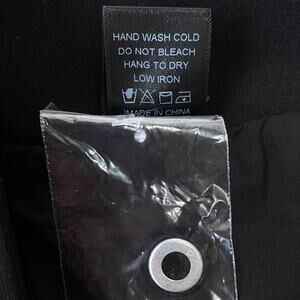 HAND WASH COLD
DO NOT BLEACH
HANG TO DRY
LOW IRON
MADE IN CHINA